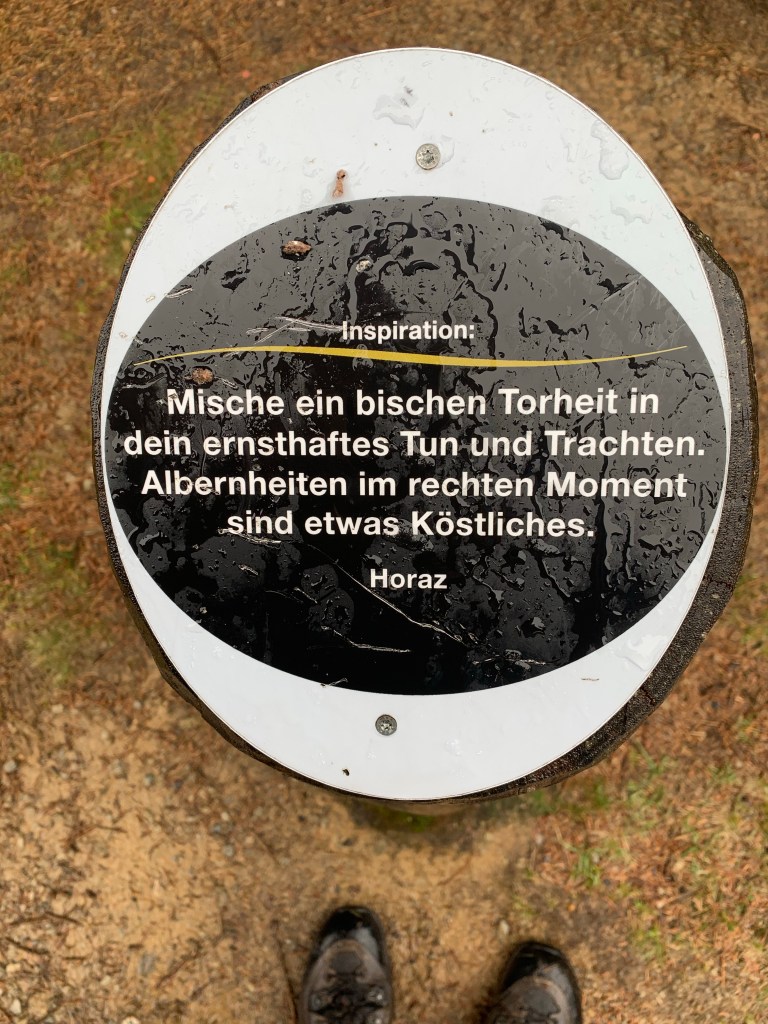 Inspiration:
Mische ein bischen Torheit in
dein ernsthaftes Tun und Trachten.
Albernheiten im rechten Moment
sind etwas Köstliches.
Horaz